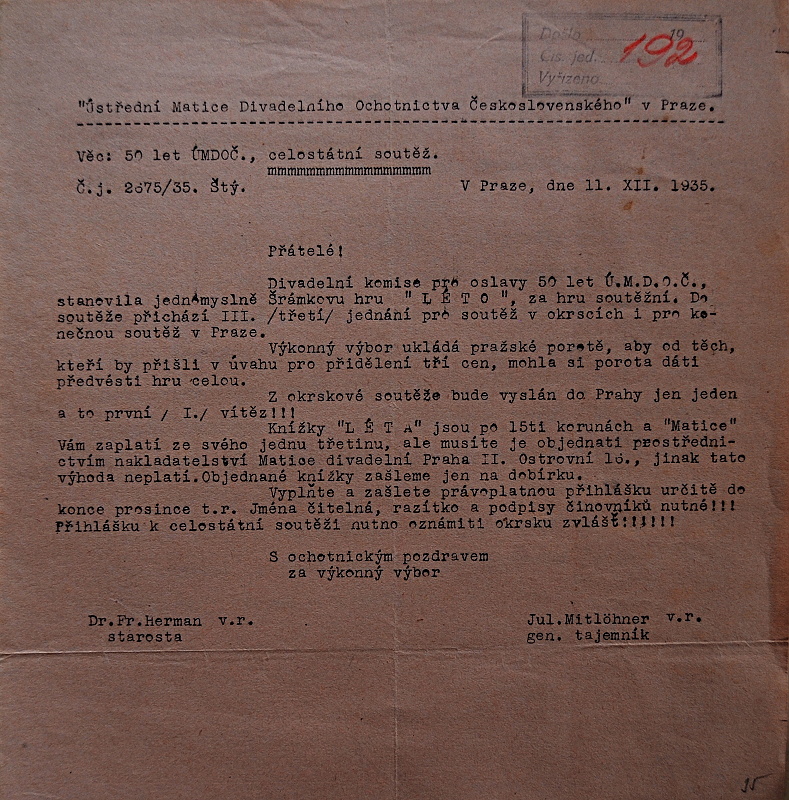 Došlo 19
Čís. jed. 192
Vyřízeno
"Ústřední Matice Divadelního Ochotnictva Československého" v Praze.
Věc: 50 let ÚMDOČ., celostátní soutěž.
mmmmmmmmmmmmmmmmmmm
Č.j. 2675/35. Štý. V Praze, dne 11. XII. 1935.
Přátelé!
Divadelní komise pro oslavy 50 let Ú.M.D.O.Č.,
stanovila jednomyslně Šrámkovu hru " L É T O ", za hru soutěžní. Do
soutěže přichází III. /třetí/ jednání pro soutěž v okrscích i pro ko-
nečnou soutěž v Praze.
Výkonný výbor ukládá pražské porotě, aby od těch,
kteří by přišli v úvahu pro přidělení tří cen, mohla si porota dáti
předvésti hru celou.
Z okrskové soutěže bude vyslán do Prahy jen jeden
a to první / I./ vítěz!!!
Knížky "L É T A" jsou po 15ti korunách a "Matice"
Vám zaplatí ze svého jednu třetinu, ale musíte je objednati prostředni-
ctvím nakladatelství Matice divadelní Praha II. Ostrovní 16., jinak tato
výhoda neplatí.Objednané knížky zašleme jen na dobírku.
Vyplňte a zašlete právoplatnou přihlášku určitě do
konce prosince t.r. Jména čitelná, razítko a podpisy činovníků nutné!!!
Přihlášku k celostátní soutěži nutno oznámiti okrsku zvlášť!!!!!!
S ochotnickým pozdravem
za výkonný výbor
Dr.Fr.Herman v.r. Jul.Mitlöhner v.r.
starosta gen. tajemník
95